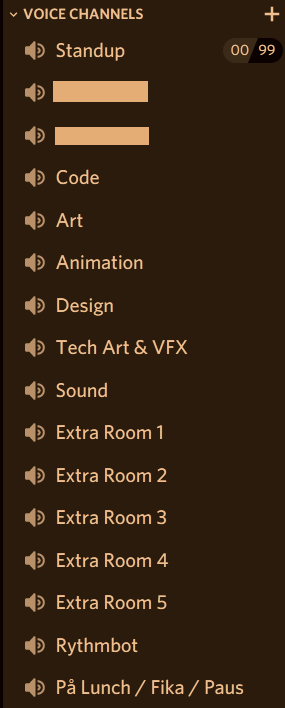 VOICE CHANNELS
Standup 00 99
Code
Art
Animation
Design
Tech Art & VFX
Sound
Extra Room 1
Extra Room 2
Extra Room 3
Extra Room 4
Extra Room 5
Rythmbot
På Lunch / Fika / Paus